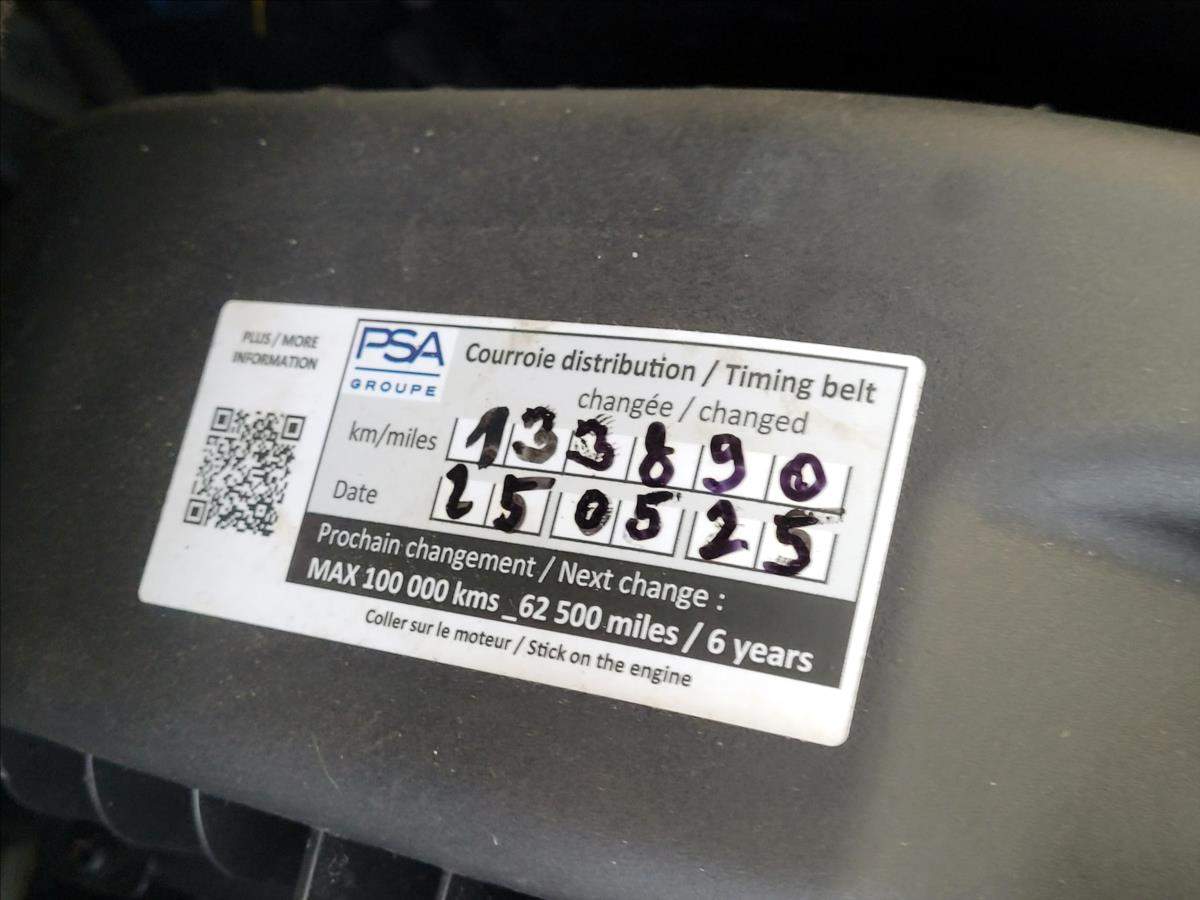 PLUS / MORE
INFORMATION
PSA
GROUPE
Courroie distribution / Timing belt
changée / changed
km/miles 133890
Date 250525
Prochain changement / Next change :
MAX 100 000 kms _62 500 miles / 6 years
Coller sur le moteur / Stick on the engine